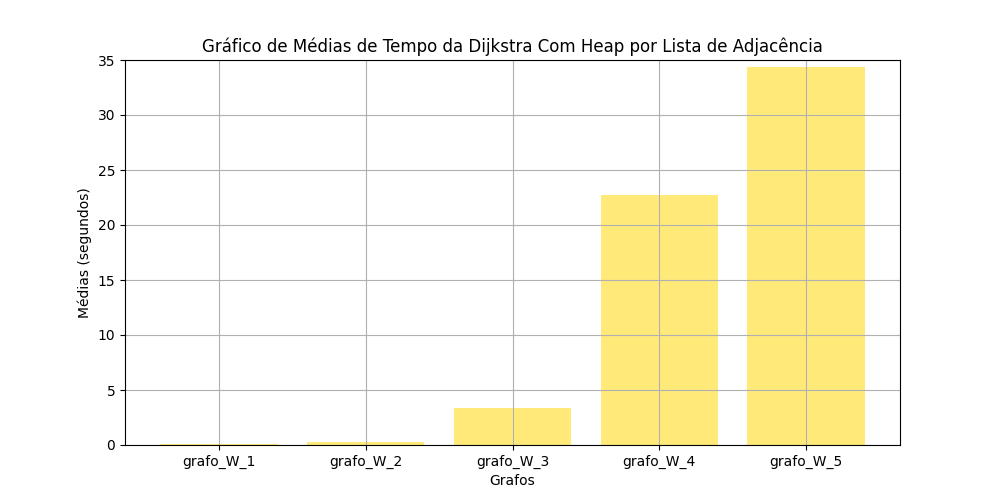 Gráfico de Médias de Tempo da Dijkstra Com Heap por Lista de Adjacência
35
30
25
20
15
10
5
0
Médias (segundos)
grafo_W_1
grafo_W_2
grafo_W_3
grafo_W_4
grafo_W_5
Grafos